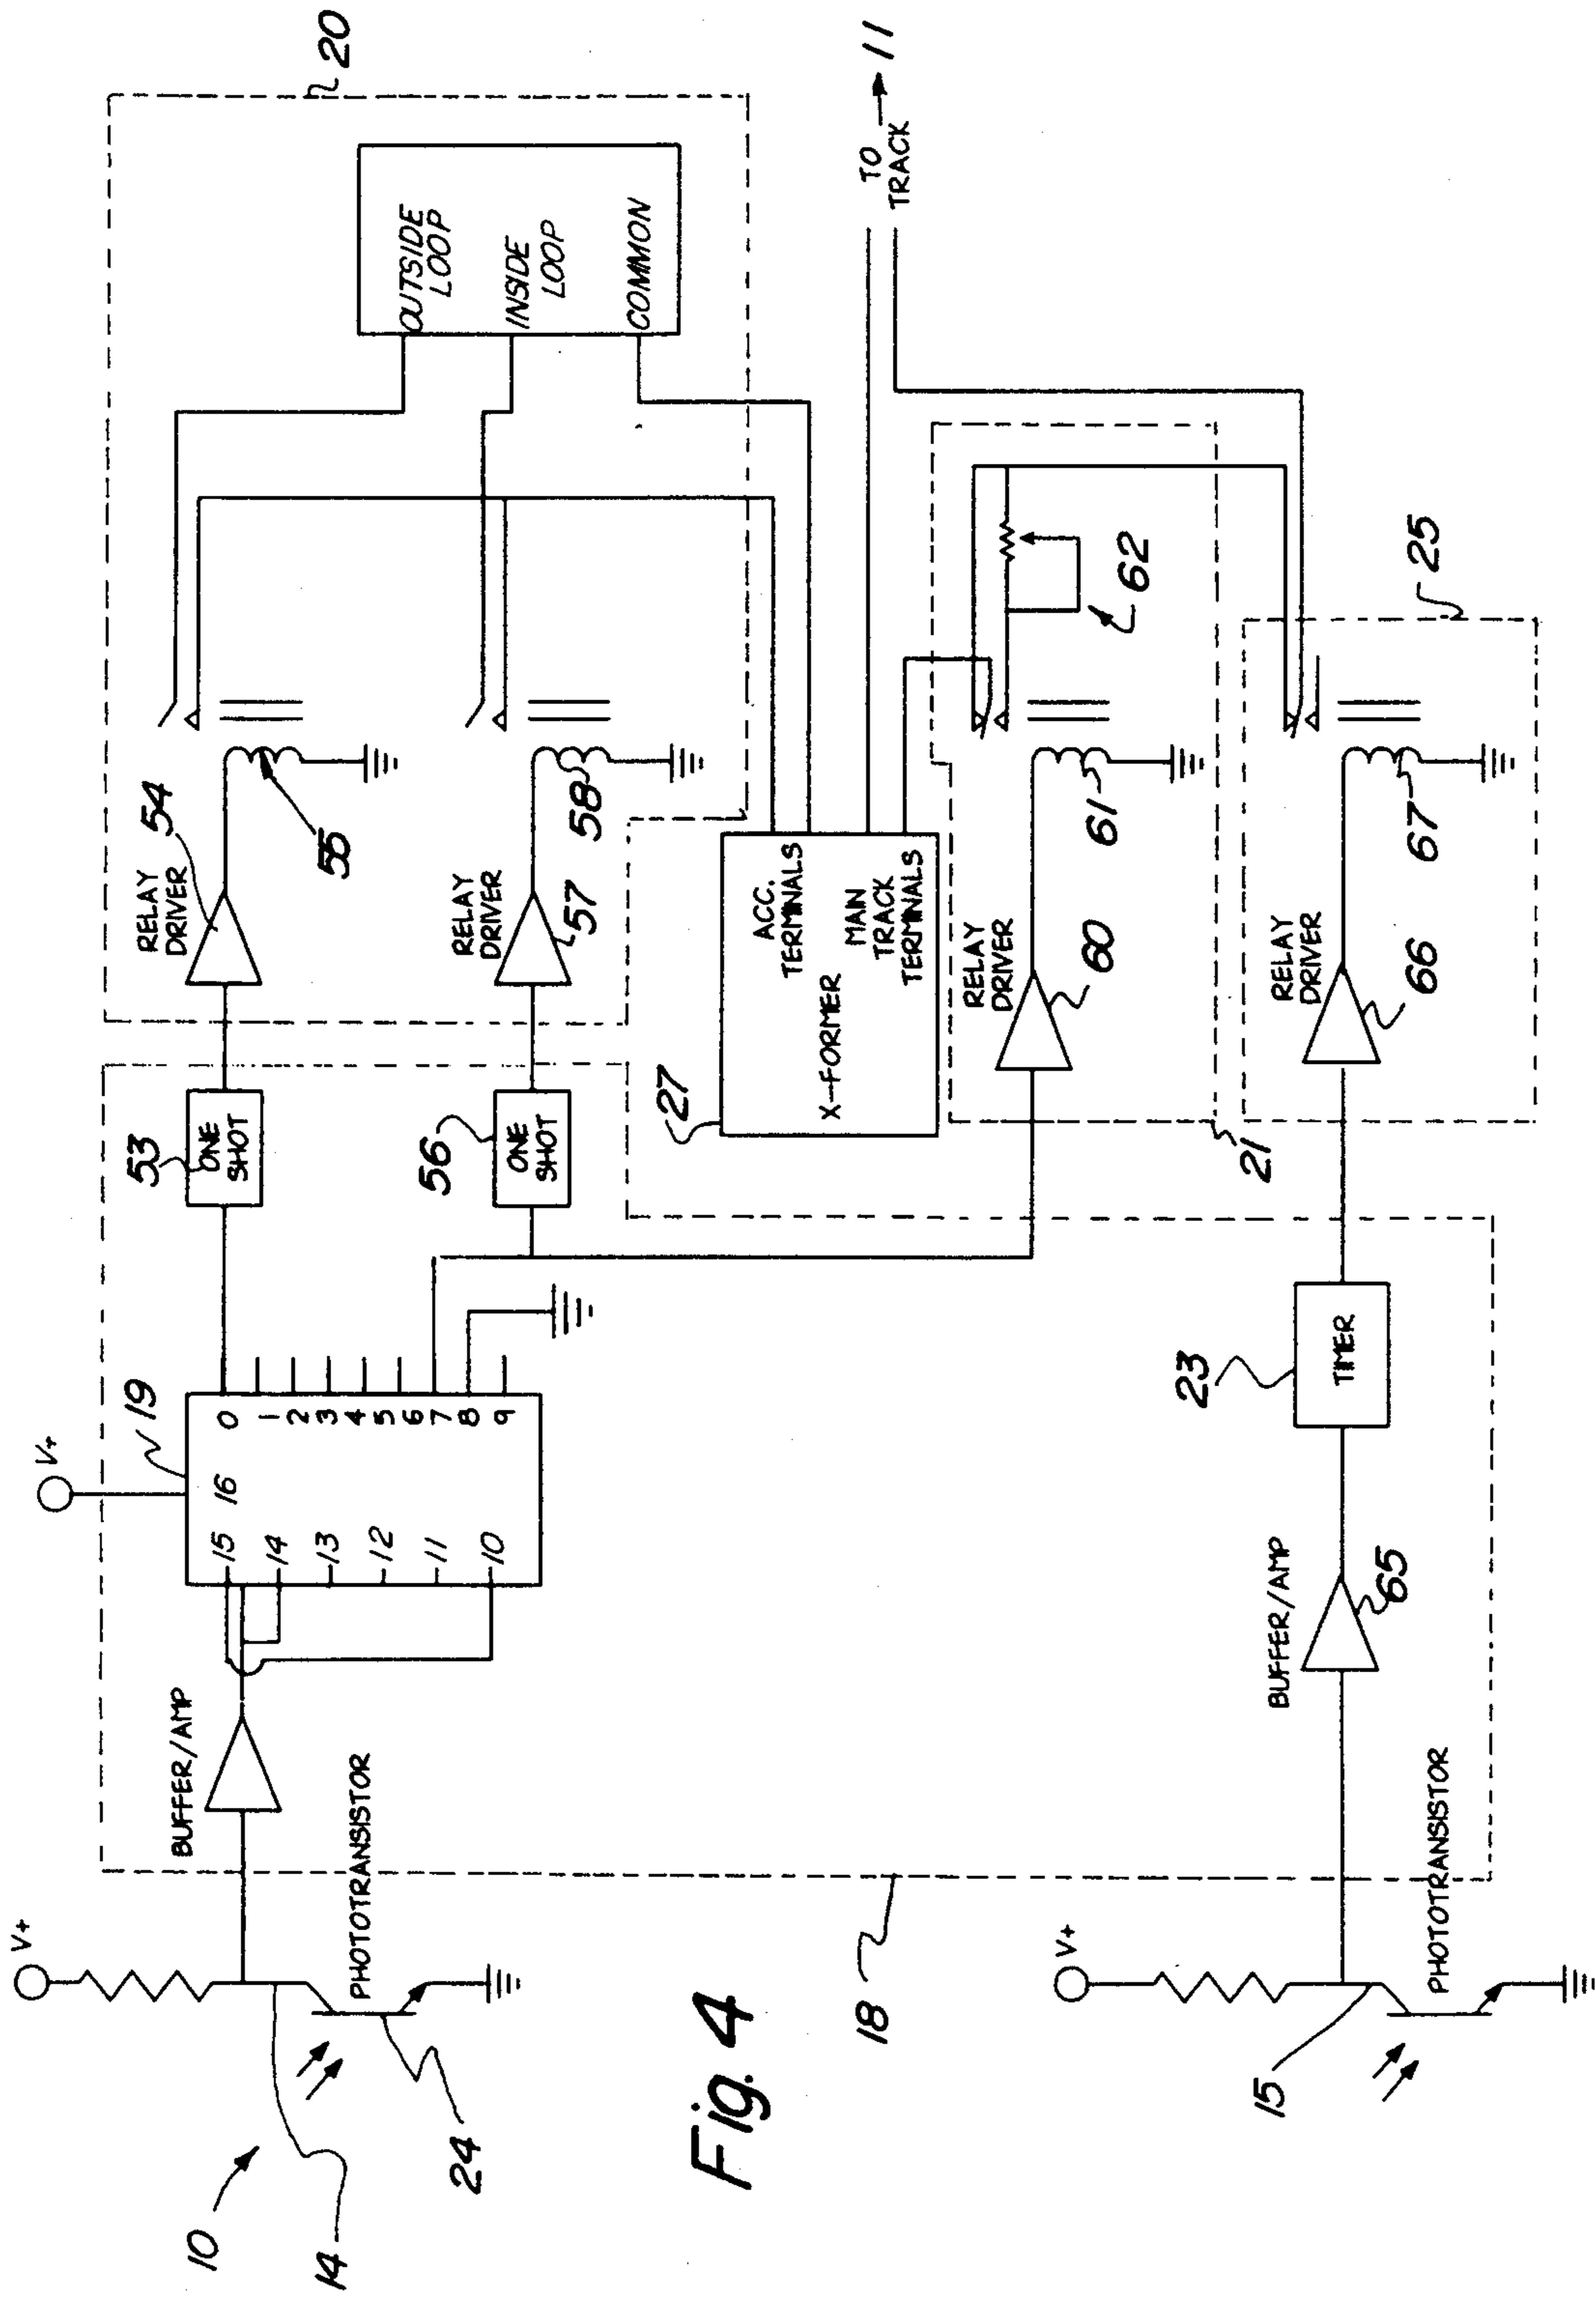 V+
10
14
24
PHOTOTRANSISTOR
BUFFER/AMP
V+
19
15
14
13
12
11
10
16
0
1
2
3
4
5
6
7
8
9
53
ONE
SHOT
56
ONE
SHOT
RELAY
DRIVER
54
55
RELAY
DRIVER
57
58
20
OUTSIDE
LOOP
INSIDE
LOOP
COMMON
27
X-FORMER
ACC.
TERMINALS
MAIN
TRACK
TERMINALS
TO
TRACK
11
RELAY
DRIVER
60
61
62
21
Fig. 4
18
V+
15
PHOTOTRANSISTOR
BUFFER/AMP
65
23
TIMER
RELAY
DRIVER
66
67
25